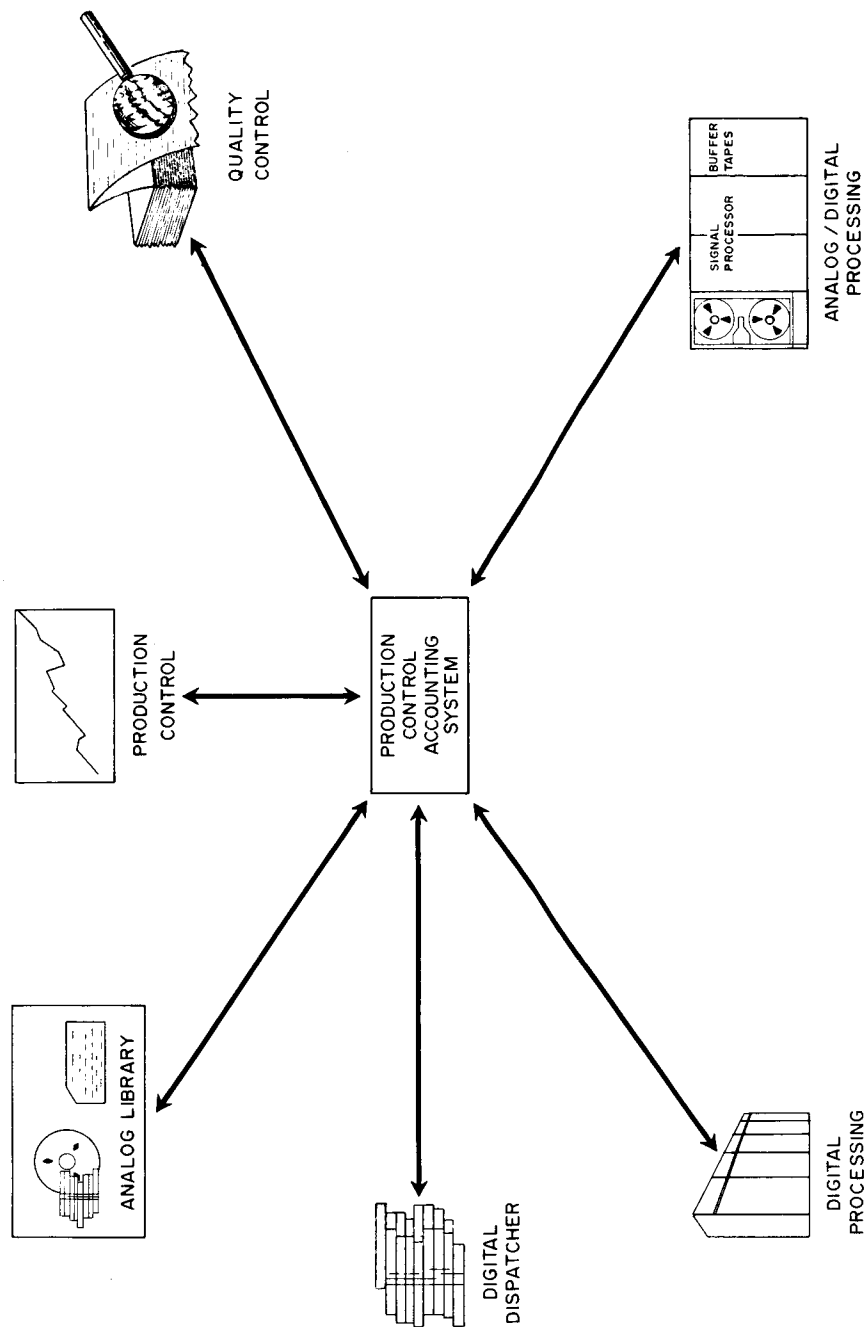 ANALOG LIBRARY
PRODUCTION
CONTROL
QUALITY
CONTROL
DIGITAL
DISPATCHER
PRODUCTION
CONTROL
ACCOUNTING
SYSTEM
DIGITAL
PROCESSING
SIGNAL
PROCESSOR
BUFFER
TAPES
ANALOG / DIGITAL
PROCESSING